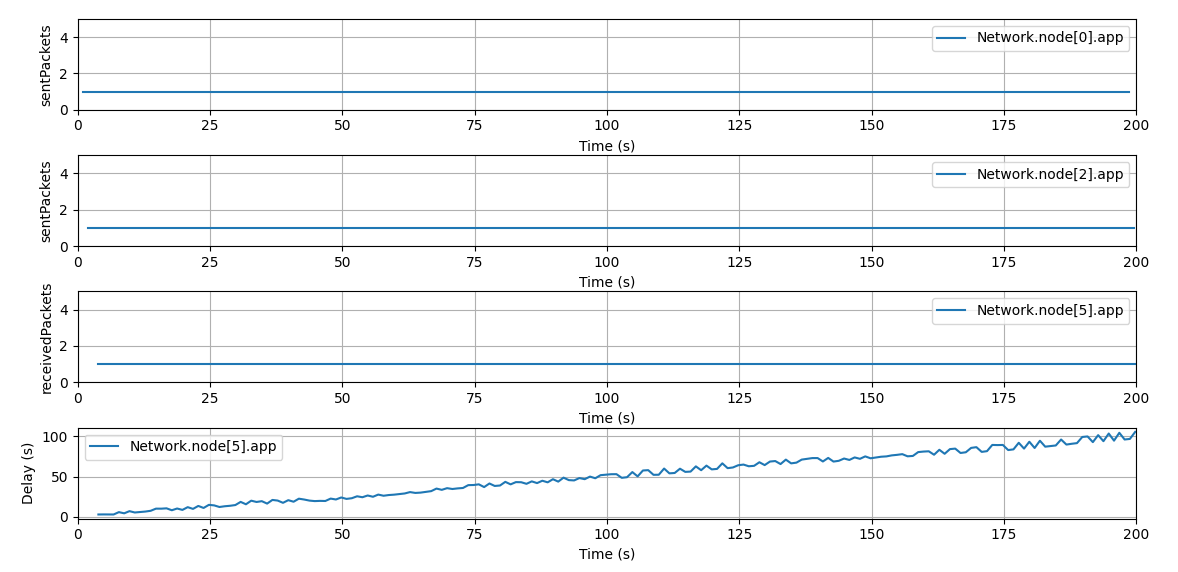 sentPackets
4
2
0
Network.node[0].app
0 25 50 75 100 125 150 175 200
Time (s)
sentPackets
4
2
0
Network.node[2].app
0 25 50 75 100 125 150 175 200
Time (s)
receivedPackets
4
2
0
Network.node[5].app
0 25 50 75 100 125 150 175 200
Time (s)
Delay (s)
100
50
0
Network.node[5].app
0 25 50 75 100 125 150 175 200
Time (s)